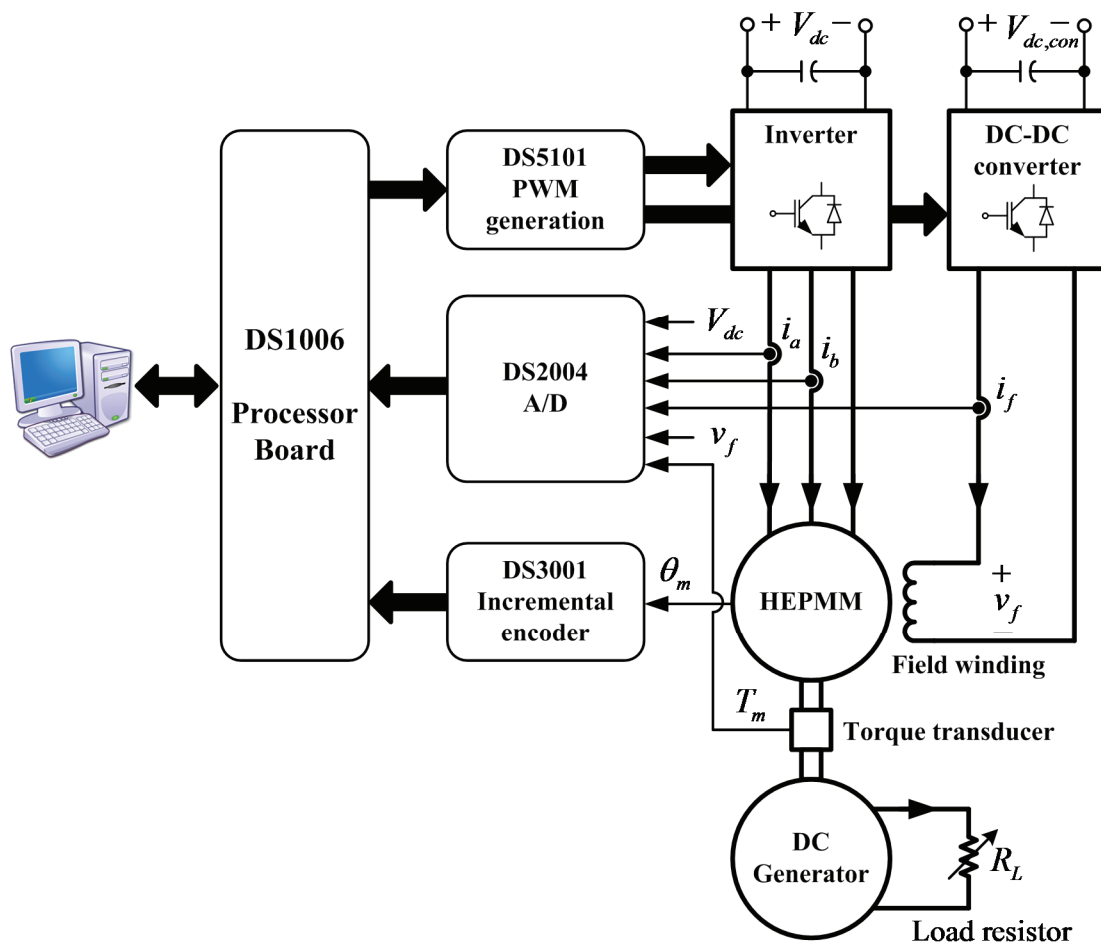 + V_dc −
+ V_dc,con −
Inverter
DC-DC
converter
DS5101
PWM
generation
DS1006
Processor
Board
DS2004
A/D
V_dc
i_a
i_b
i_f
v_f
DS3001
Incremental
encoder
θ_m
HEPMM
+
v_f
−
Field winding
T_m
Torque transducer
DC
Generator
R_L
Load resistor